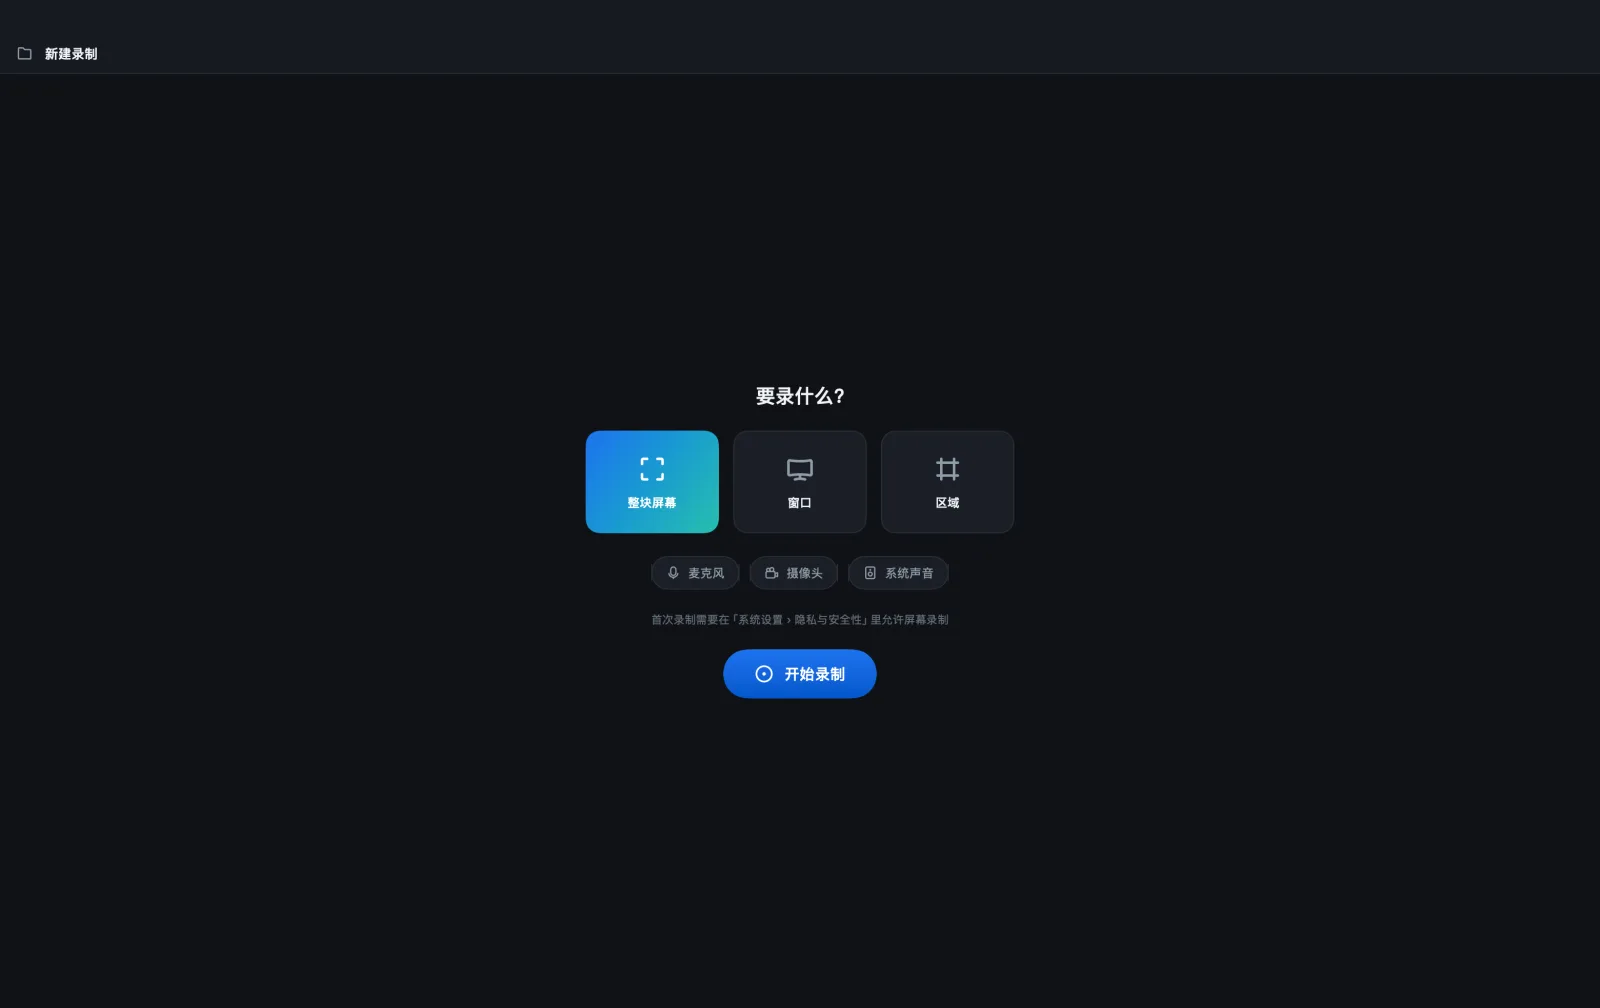 新建录制
要录什么?
整块屏幕
窗口
区域
麦克风
摄像头
系统声音
首次录制需要在「系统设置 › 隐私与安全性」里允许屏幕录制
开始录制